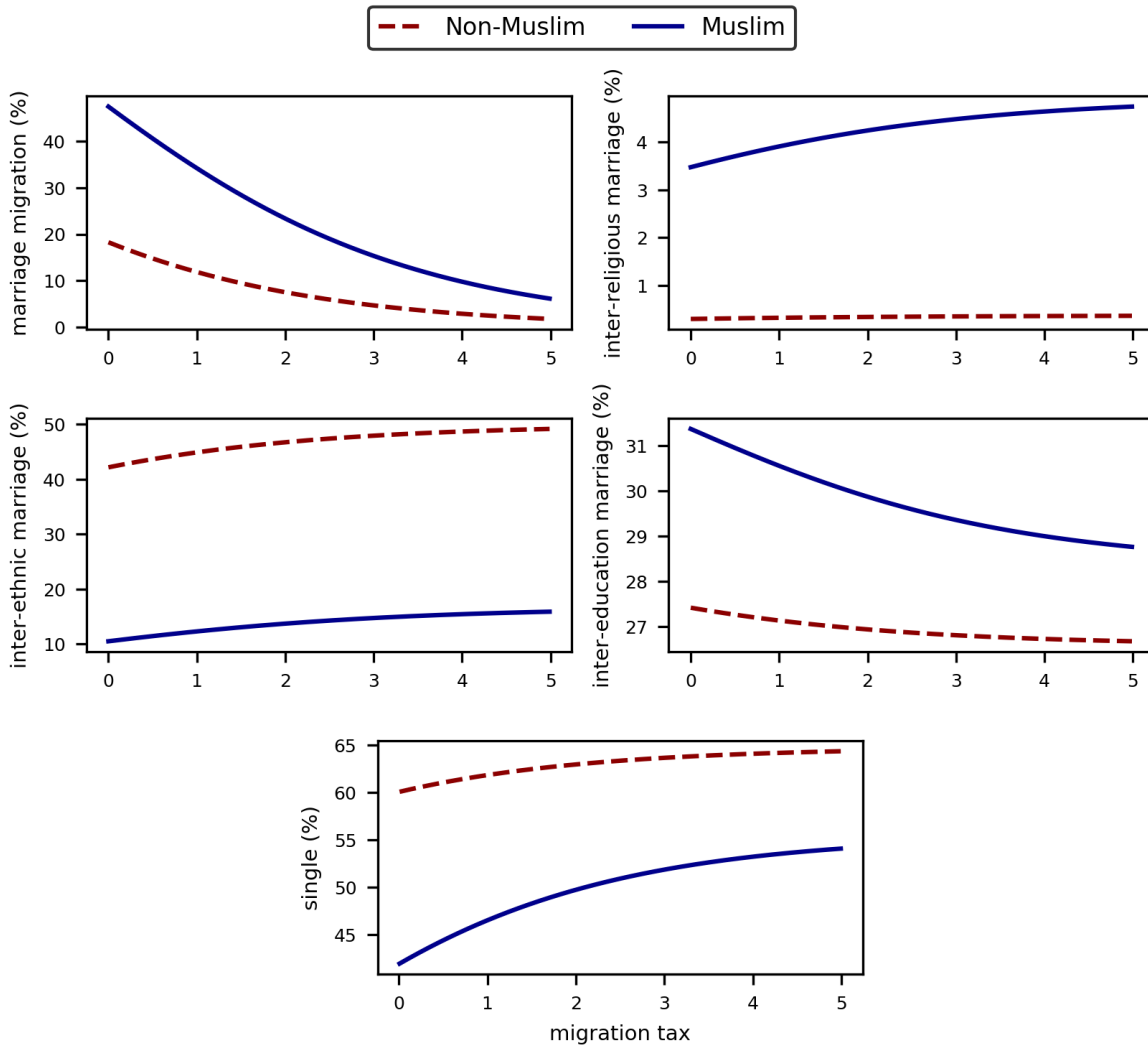 Non-Muslim Muslim
marriage migration (%)
40
30
20
10
0
0 1 2 3 4 5
inter-religious marriage (%)
4
3
2
1
0 1 2 3 4 5
inter-ethnic marriage (%)
50
40
30
20
10
0 1 2 3 4 5
inter-education marriage (%)
31
30
29
28
27
0 1 2 3 4 5
single (%)
65
60
55
50
45
0 1 2 3 4 5
migration tax